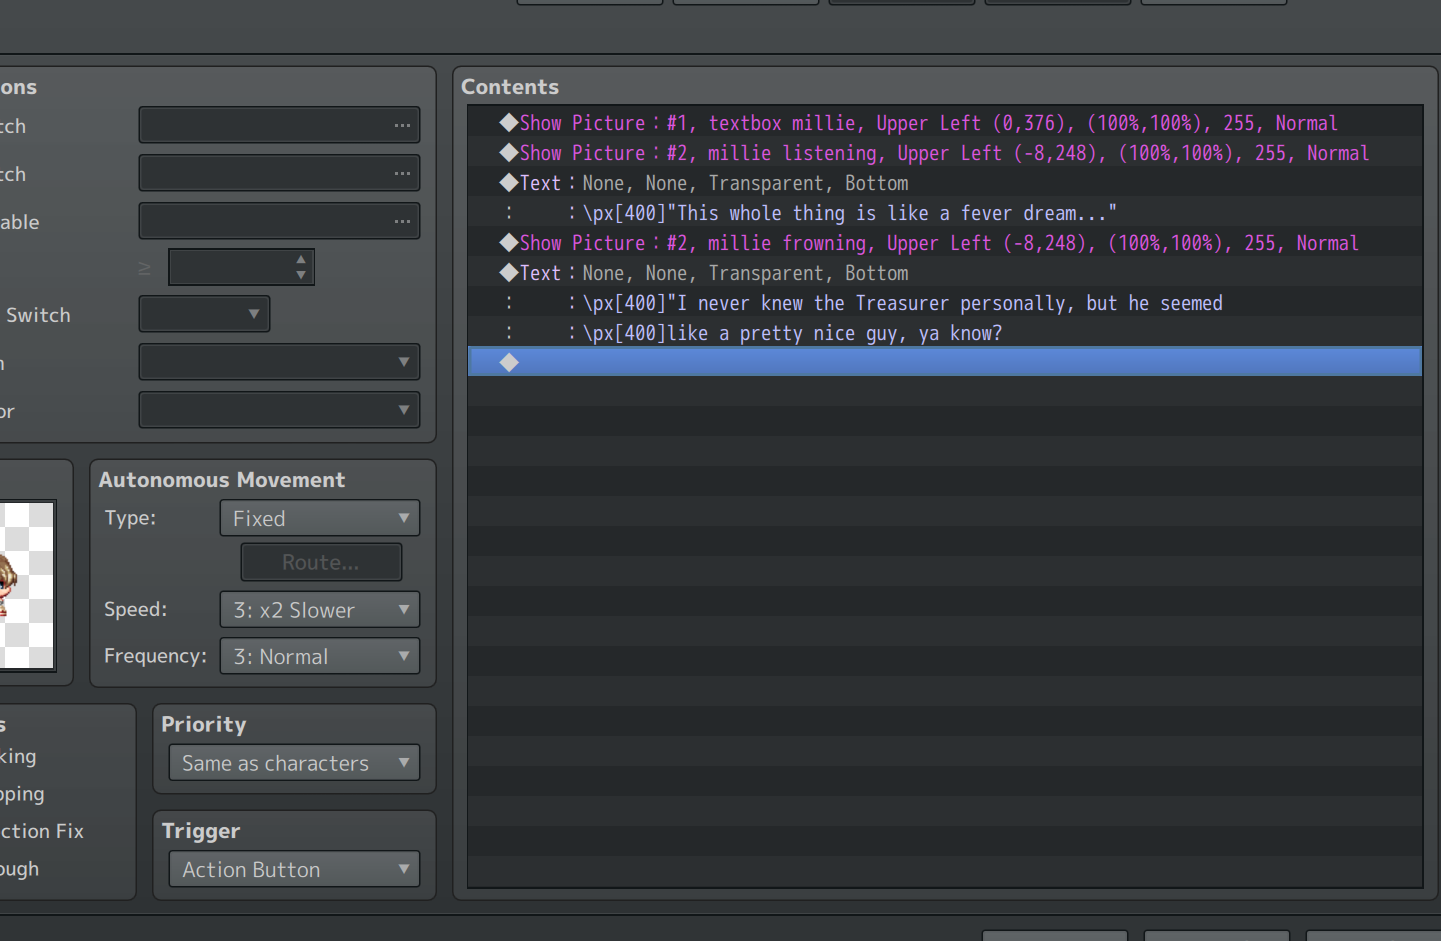 ons
tch
tch
able
≥
Switch
n
or
Autonomous Movement
Type:
Fixed
Route...
Speed:
3: x2 Slower
Frequency:
3: Normal
s
king
pping
ction Fix
ough
Priority
Same as characters
Trigger
Action Button
Contents
◆Show Picture：#1, textbox millie, Upper Left (0,376), (100%,100%), 255, Normal
◆Show Picture：#2, millie listening, Upper Left (-8,248), (100%,100%), 255, Normal
◆Text：None, None, Transparent, Bottom
：　　：\px[400]"This whole thing is like a fever dream..."
◆Show Picture：#2, millie frowning, Upper Left (-8,248), (100%,100%), 255, Normal
◆Text：None, None, Transparent, Bottom
：　　：\px[400]"I never knew the Treasurer personally, but he seemed
：　　：\px[400]like a pretty nice guy, ya know?
◆